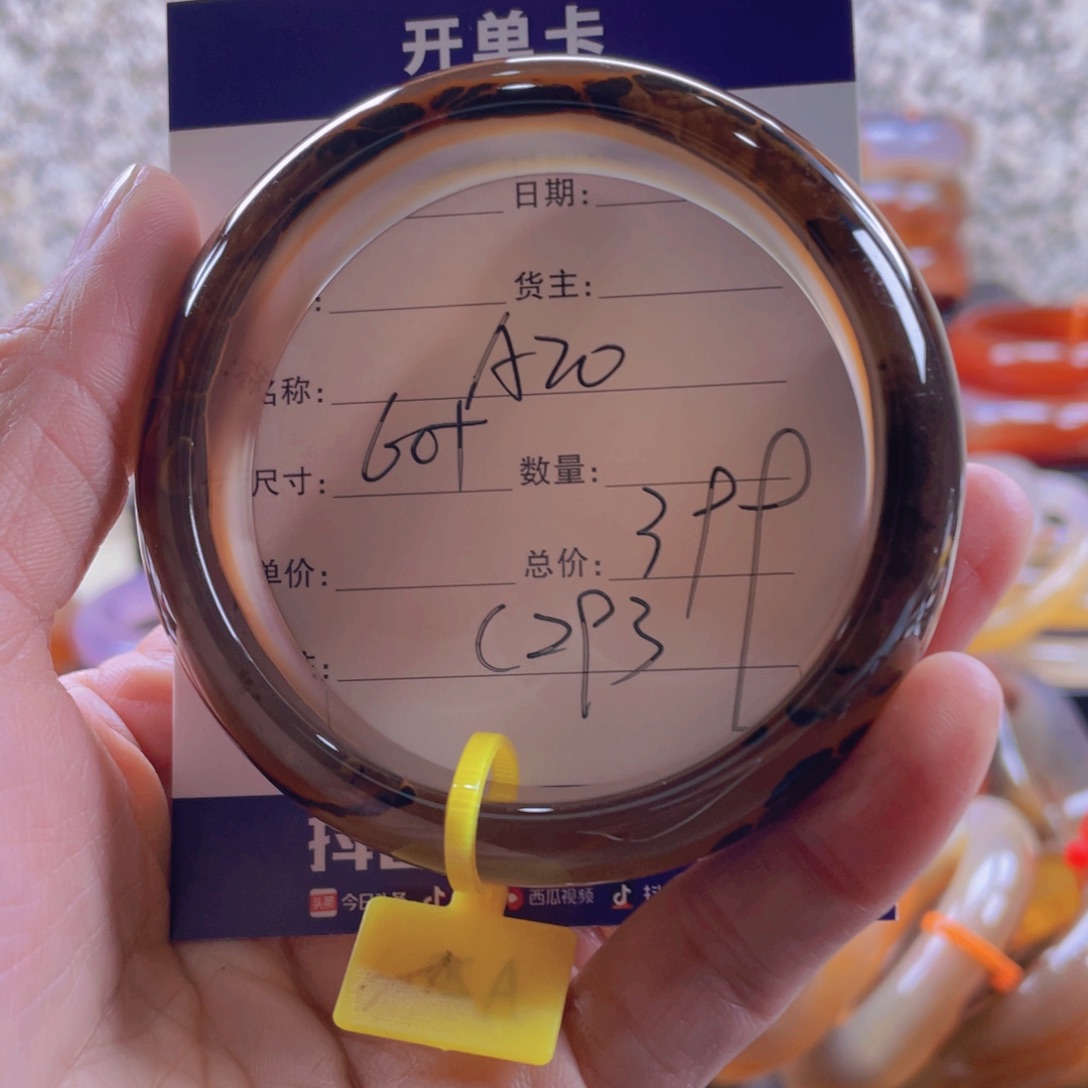 开单卡
日期:
货主:
A20
名称:
60+
尺寸:
数量:
3PP
单价:
总价:
C2P3
今日头条
西瓜视频
抖
A